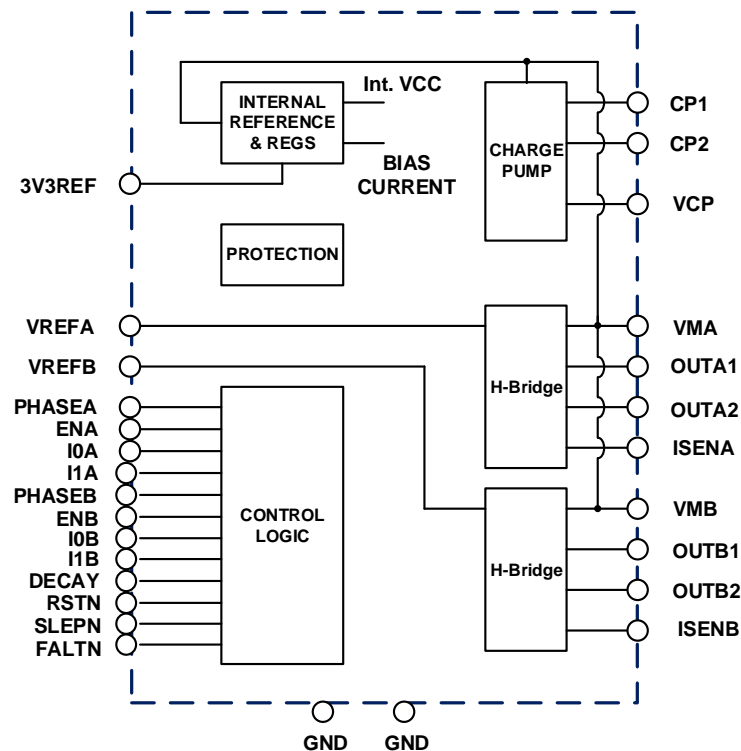 Int. VCC
INTERNAL
REFERENCE
& REGS
BIAS
CURRENT
CHARGE
PUMP
CP1
CP2
VCP
3V3REF
PROTECTION
VREFA
VREFB
H-Bridge
VMA
OUTA1
OUTA2
ISENA
PHASEA
ENA
I0A
I1A
PHASEB
ENB
I0B
I1B
DECAY
RSTN
SLEPN
FALTN
CONTROL
LOGIC
H-Bridge
VMB
OUTB1
OUTB2
ISENB
GND
GND